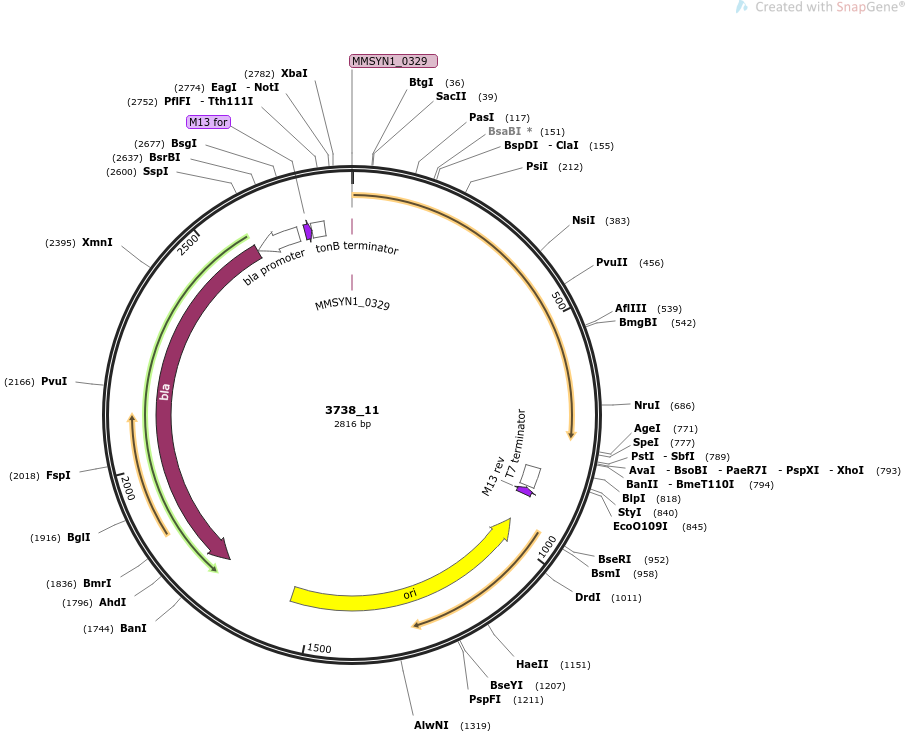 Created with SnapGene®
MMSYN1_0329
(2782) XbaI
(2774) EagI - NotI
(2752) PflFI - Tth111I
M13 for
(2677) BsgI
(2637) BsrBI
(2600) SspI
(2395) XmnI
(2166) PvuI
(2018) FspI
(1916) BglI
(1836) BmrI
(1796) AhdI
(1744) BanI
BtgI (36)
SacII (39)
PasI (117)
BsaBI * (151)
BspDI - ClaI (155)
PsiI (212)
NsiI (383)
PvuII (456)
AflIII (539)
BmgBI (542)
NruI (686)
AgeI (771)
SpeI (777)
PstI - SbfI (789)
AvaI - BsoBI - PaeR7I - PspXI - XhoI (793)
BanII - BmeT110I (794)
BlpI (818)
StyI (840)
EcoO109I (845)
BseRI (952)
BsmI (958)
DrdI (1011)
HaeII (1151)
BseYI (1207)
PspFI (1211)
AlwNI (1319)
500
1000
1500
2000
2500
bla promoter
tonB terminator
MMSYN1_0329
bla
3738_11
2816 bp
T7 terminator
M13 rev
ori